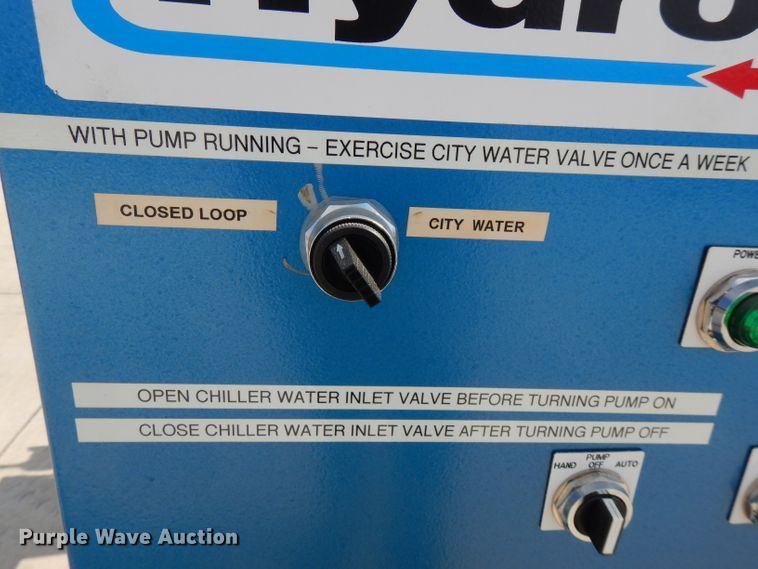 Hydro
WITH PUMP RUNNING – EXERCISE CITY WATER VALVE ONCE A WEEK
CLOSED LOOP
CITY WATER
POWE
OPEN CHILLER WATER INLET VALVE BEFORE TURNING PUMP ON
CLOSE CHILLER WATER INLET VALVE AFTER TURNING PUMP OFF
PUMP
HAND OFF AUTO
Purple Wave Auction